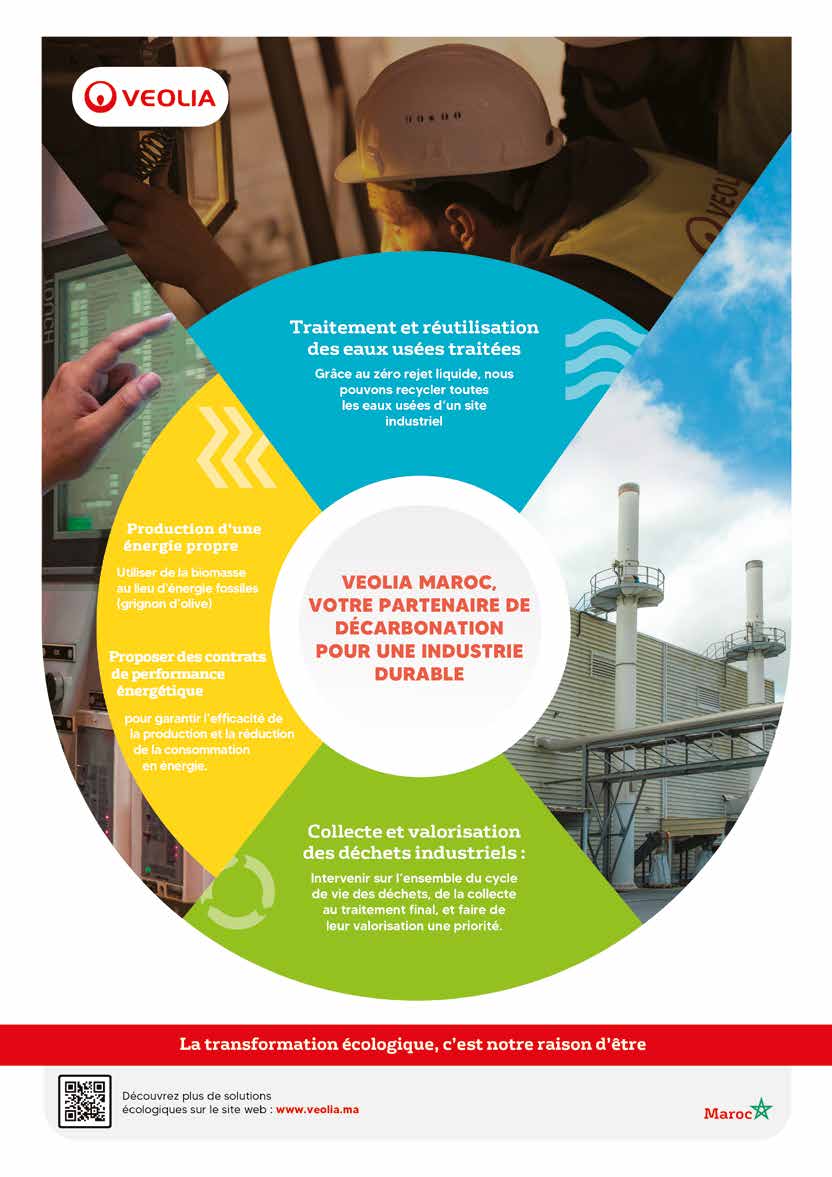 VEOLIA
VEOL
TOUCH
Traitement et réutilisation
des eaux usées traitées
Grâce au zéro rejet liquide, nous
pouvons recycler toutes
les eaux usées d'un site
industriel
Production d'une
énergie propre
Utiliser de la biomasse
au lieu d'énergie fossiles
(grignon d'olive)
Proposer des contrats
de performance
énergétique
pour garantir l'efficacité de
la production et la réduction
de la consommation
en énergie.
VEOLIA MAROC,
VOTRE PARTENAIRE DE
DÉCARBONATION
POUR UNE INDUSTRIE
DURABLE
Collecte et valorisation
des déchets industriels :
Intervenir sur l'ensemble du cycle
de vie des déchets, de la collecte
au traitement final, et faire de
leur valorisation une priorité.
La transformation écologique, c'est notre raison d'être
Découvrez plus de solutions
écologiques sur le site web : www.veolia.ma
Maroc